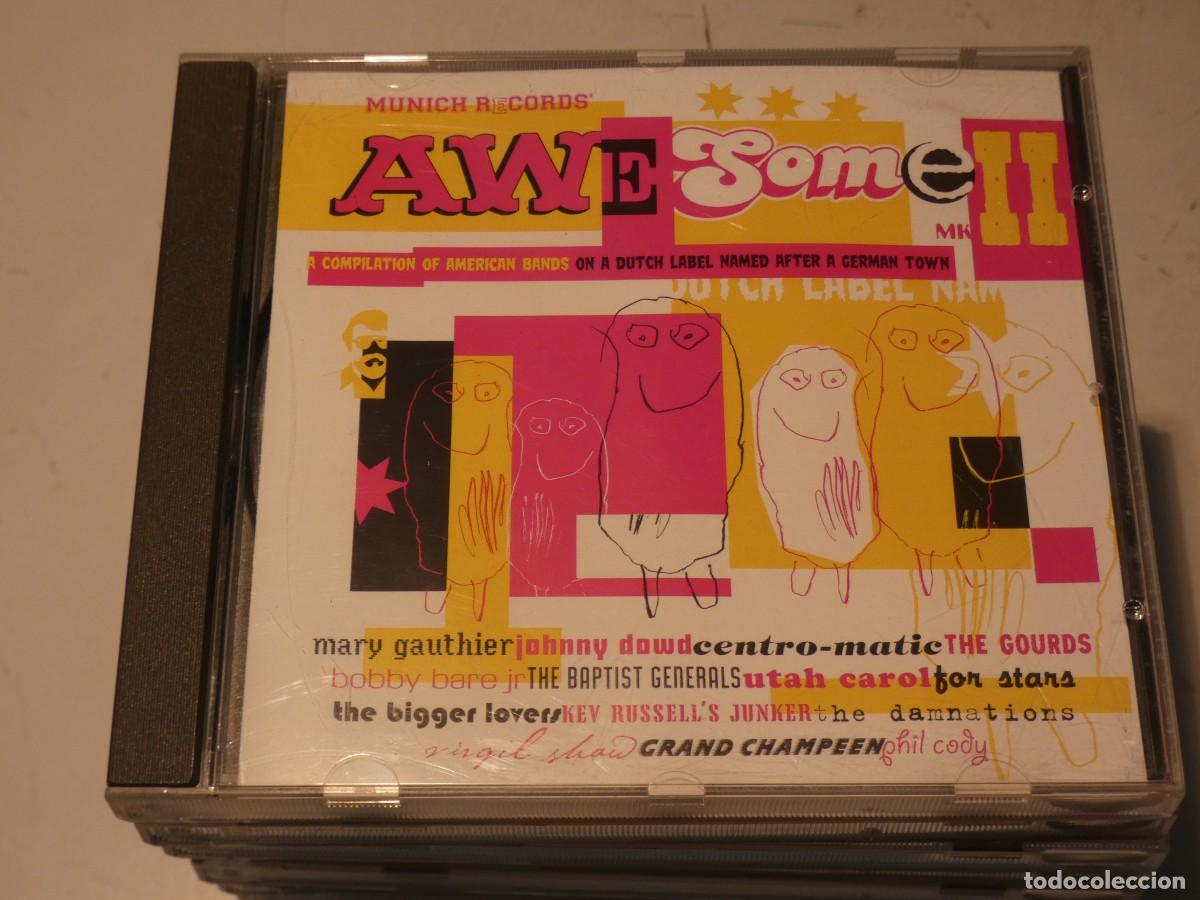 MUNICH RECORDS'
AWESome II
MK
A COMPILATION OF AMERICAN BANDS ON A DUTCH LABEL NAMED AFTER A GERMAN TOWN
DUTCH LABEL NAM
mary gauthier johnny dowd centro-matic THE GOURDS
bobby bare jr THE BAPTIST GENERALS utah carol for stars
the bigger lovers KEV RUSSELL'S JUNKER the damnations
virgil shaw GRAND CHAMPEEN phil cody
todocoleccion